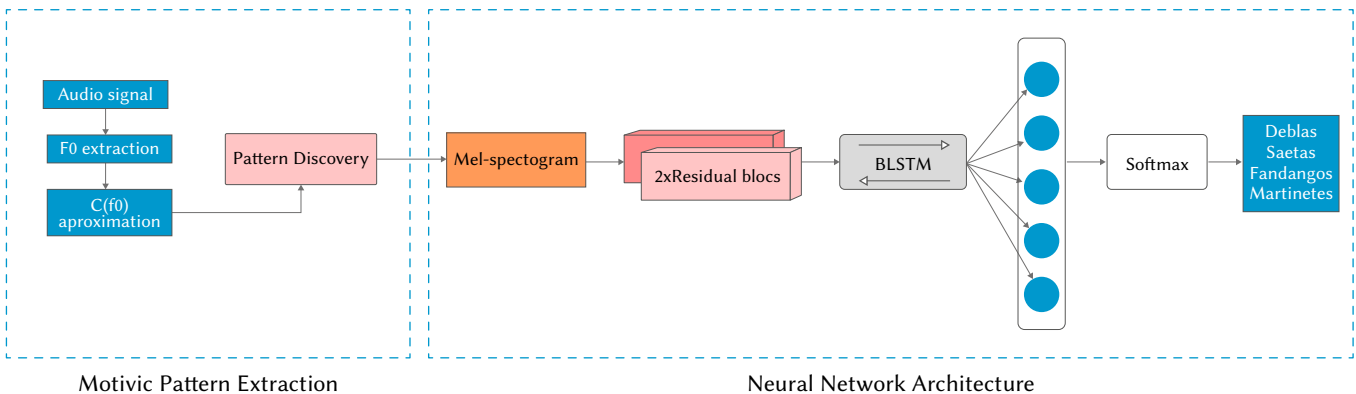 Audio signal
F0 extraction
C(f0)
aproximation
Pattern Discovery
Mel-spectogram
2xResidual blocs
BLSTM
Softmax
Deblas
Saetas
Fandangos
Martinetes
Motivic Pattern Extraction
Neural Network Architecture